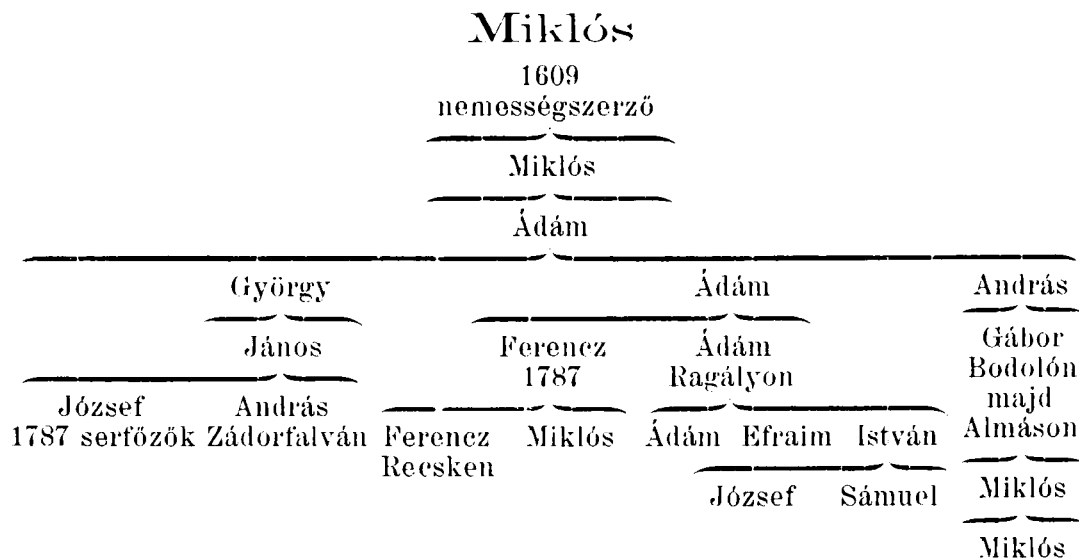 Miklós
1609
nemességszerző
Miklós
Ádám
György Ádám András
János Ferencz Ádám Gábor
1787 Ragályon Bodolón
József András majd
1787 serfőzők Zádorfalván Ferencz Miklós Ádám Efraim István Almáson
Recsken
József Sámuel Miklós
Miklós